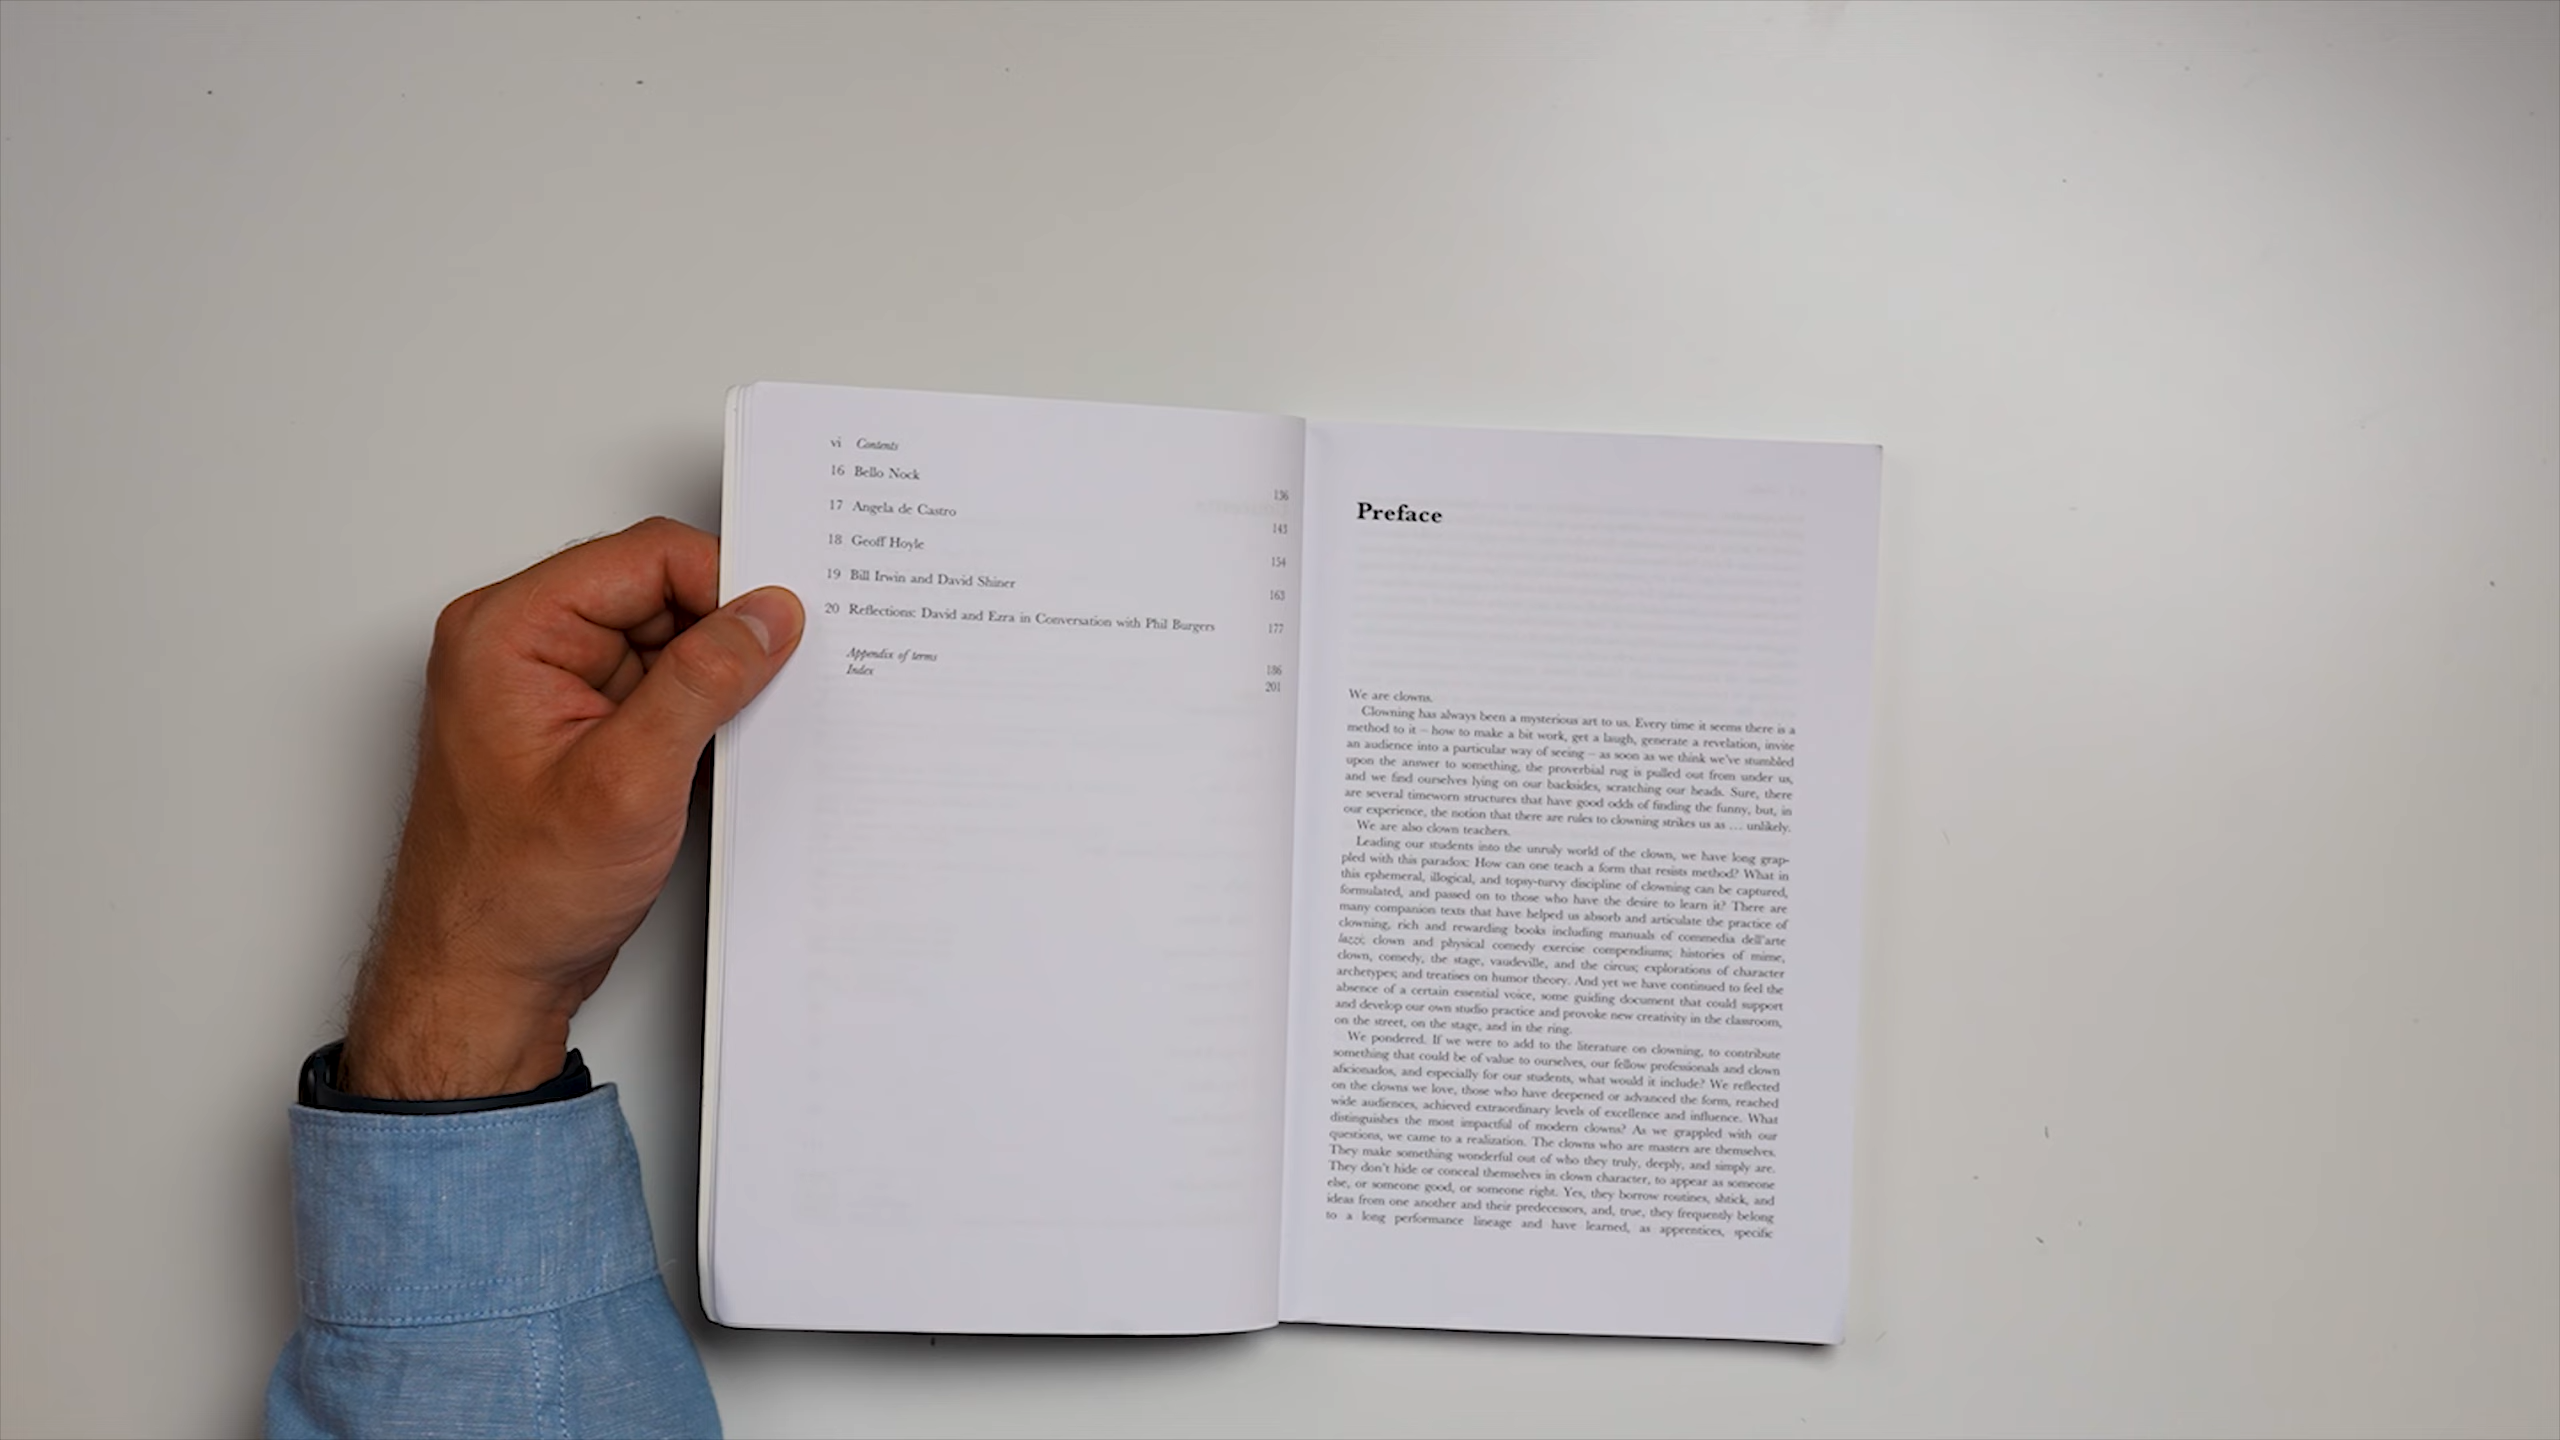 vi Contents
16 Bello Nock 136
17 Angela de Castro 143
18 Geoff Hoyle 154
19 Bill Irwin and David Shiner 163
20 Reflections: David and Ezra in Conversation with Phil Burgers 177
Appendix of terms 186
Index 201
Preface
We are clowns.
Clowning has always been a mysterious art to us. Every time it seems there is a
method to it – how to make a bit work, get a laugh, generate a revelation, invite
an audience into a particular way of seeing – as soon as we think we've stumbled
upon the answer to something, the proverbial rug is pulled out from under us,
and we find ourselves lying on our backsides, scratching our heads. Sure, there
are several timeworn structures that have good odds of finding the funny, but, in
our experience, the notion that there are rules to clowning strikes us as … unlikely.
We are also clown teachers.
Leading our students into the unruly world of the clown, we have long grap-
pled with this paradox: How can one teach a form that resists method? What in
this ephemeral, illogical, and topsy-turvy discipline of clowning can be captured,
formulated, and passed on to those who have the desire to learn it? There are
many companion texts that have helped us absorb and articulate the practice of
clowning, rich and rewarding books including manuals of commedia dell'arte
lazzi; clown and physical comedy exercise compendiums; histories of mime,
clown, comedy, the stage, vaudeville, and the circus; explorations of character
archetypes; and treatises on humor theory. And yet we have continued to feel the
absence of a certain essential voice, some guiding document that could support
and develop our own studio practice and provoke new creativity in the classroom,
on the street, on the stage, and in the ring.
We pondered. If we were to add to the literature on clowning, to contribute
something that could be of value to ourselves, our fellow professionals and clown
aficionados, and especially for our students, what would it include? We reflected
on the clowns we love, those who have deepened or advanced the form, reached
wide audiences, achieved extraordinary levels of excellence and influence. What
distinguishes the most impactful of modern clowns? As we grappled with our
questions, we came to a realization. The clowns who are masters are themselves.
They make something wonderful out of who they truly, deeply, and simply are.
They don't hide or conceal themselves in clown character, to appear as someone
else, or someone good, or someone right. Yes, they borrow routines, shtick, and
ideas from one another and their predecessors, and, true, they frequently belong
to a long performance lineage and have learned, as apprentices, specific